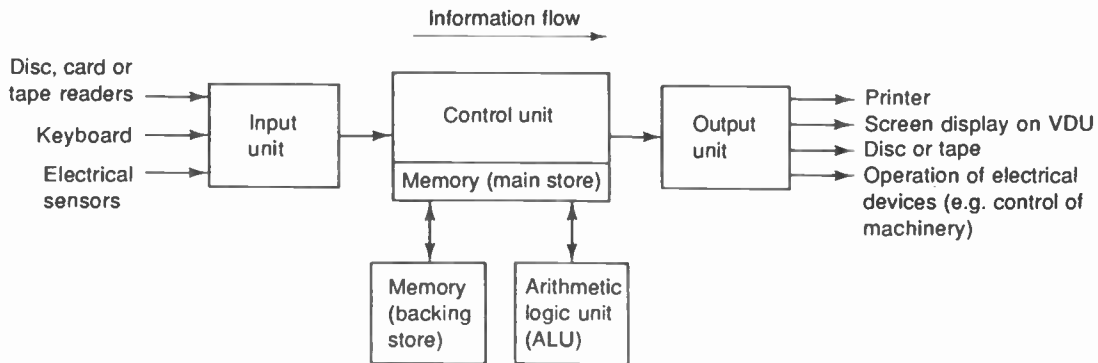 Information flow
Disc, card or
tape readers
Keyboard
Electrical
sensors
Input
unit
Control unit
Memory (main store)
Output
unit
Printer
Screen display on VDU
Disc or tape
Operation of electrical
devices (e.g. control of
machinery)
Memory
(backing
store)
Arithmetic
logic unit
(ALU)